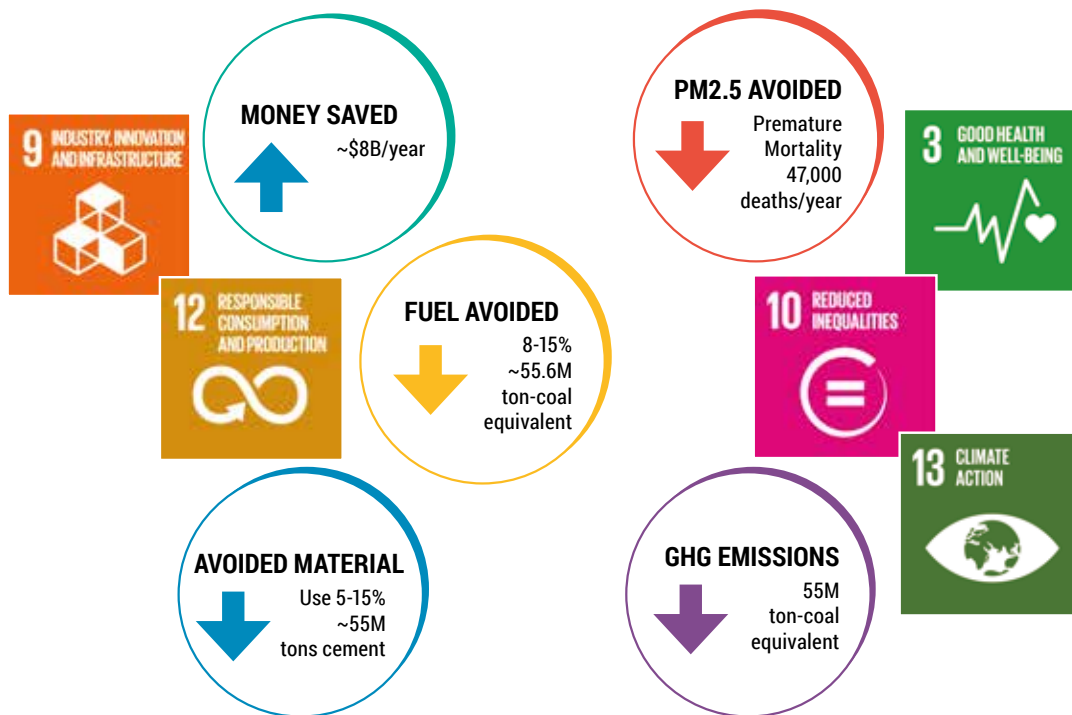 MONEY SAVED
~$8B/year
PM2.5 AVOIDED
Premature
Mortality
47,000
deaths/year
9 INDUSTRY, INNOVATION
AND INFRASTRUCTURE
3 GOOD HEALTH
AND WELL-BEING
12 RESPONSIBLE
CONSUMPTION
AND PRODUCTION
FUEL AVOIDED
8-15%
~55.6M
ton-coal
equivalent
10 REDUCED
INEQUALITIES
13 CLIMATE
ACTION
AVOIDED MATERIAL
Use 5-15%
~55M
tons cement
GHG EMISSIONS
55M
ton-coal
equivalent